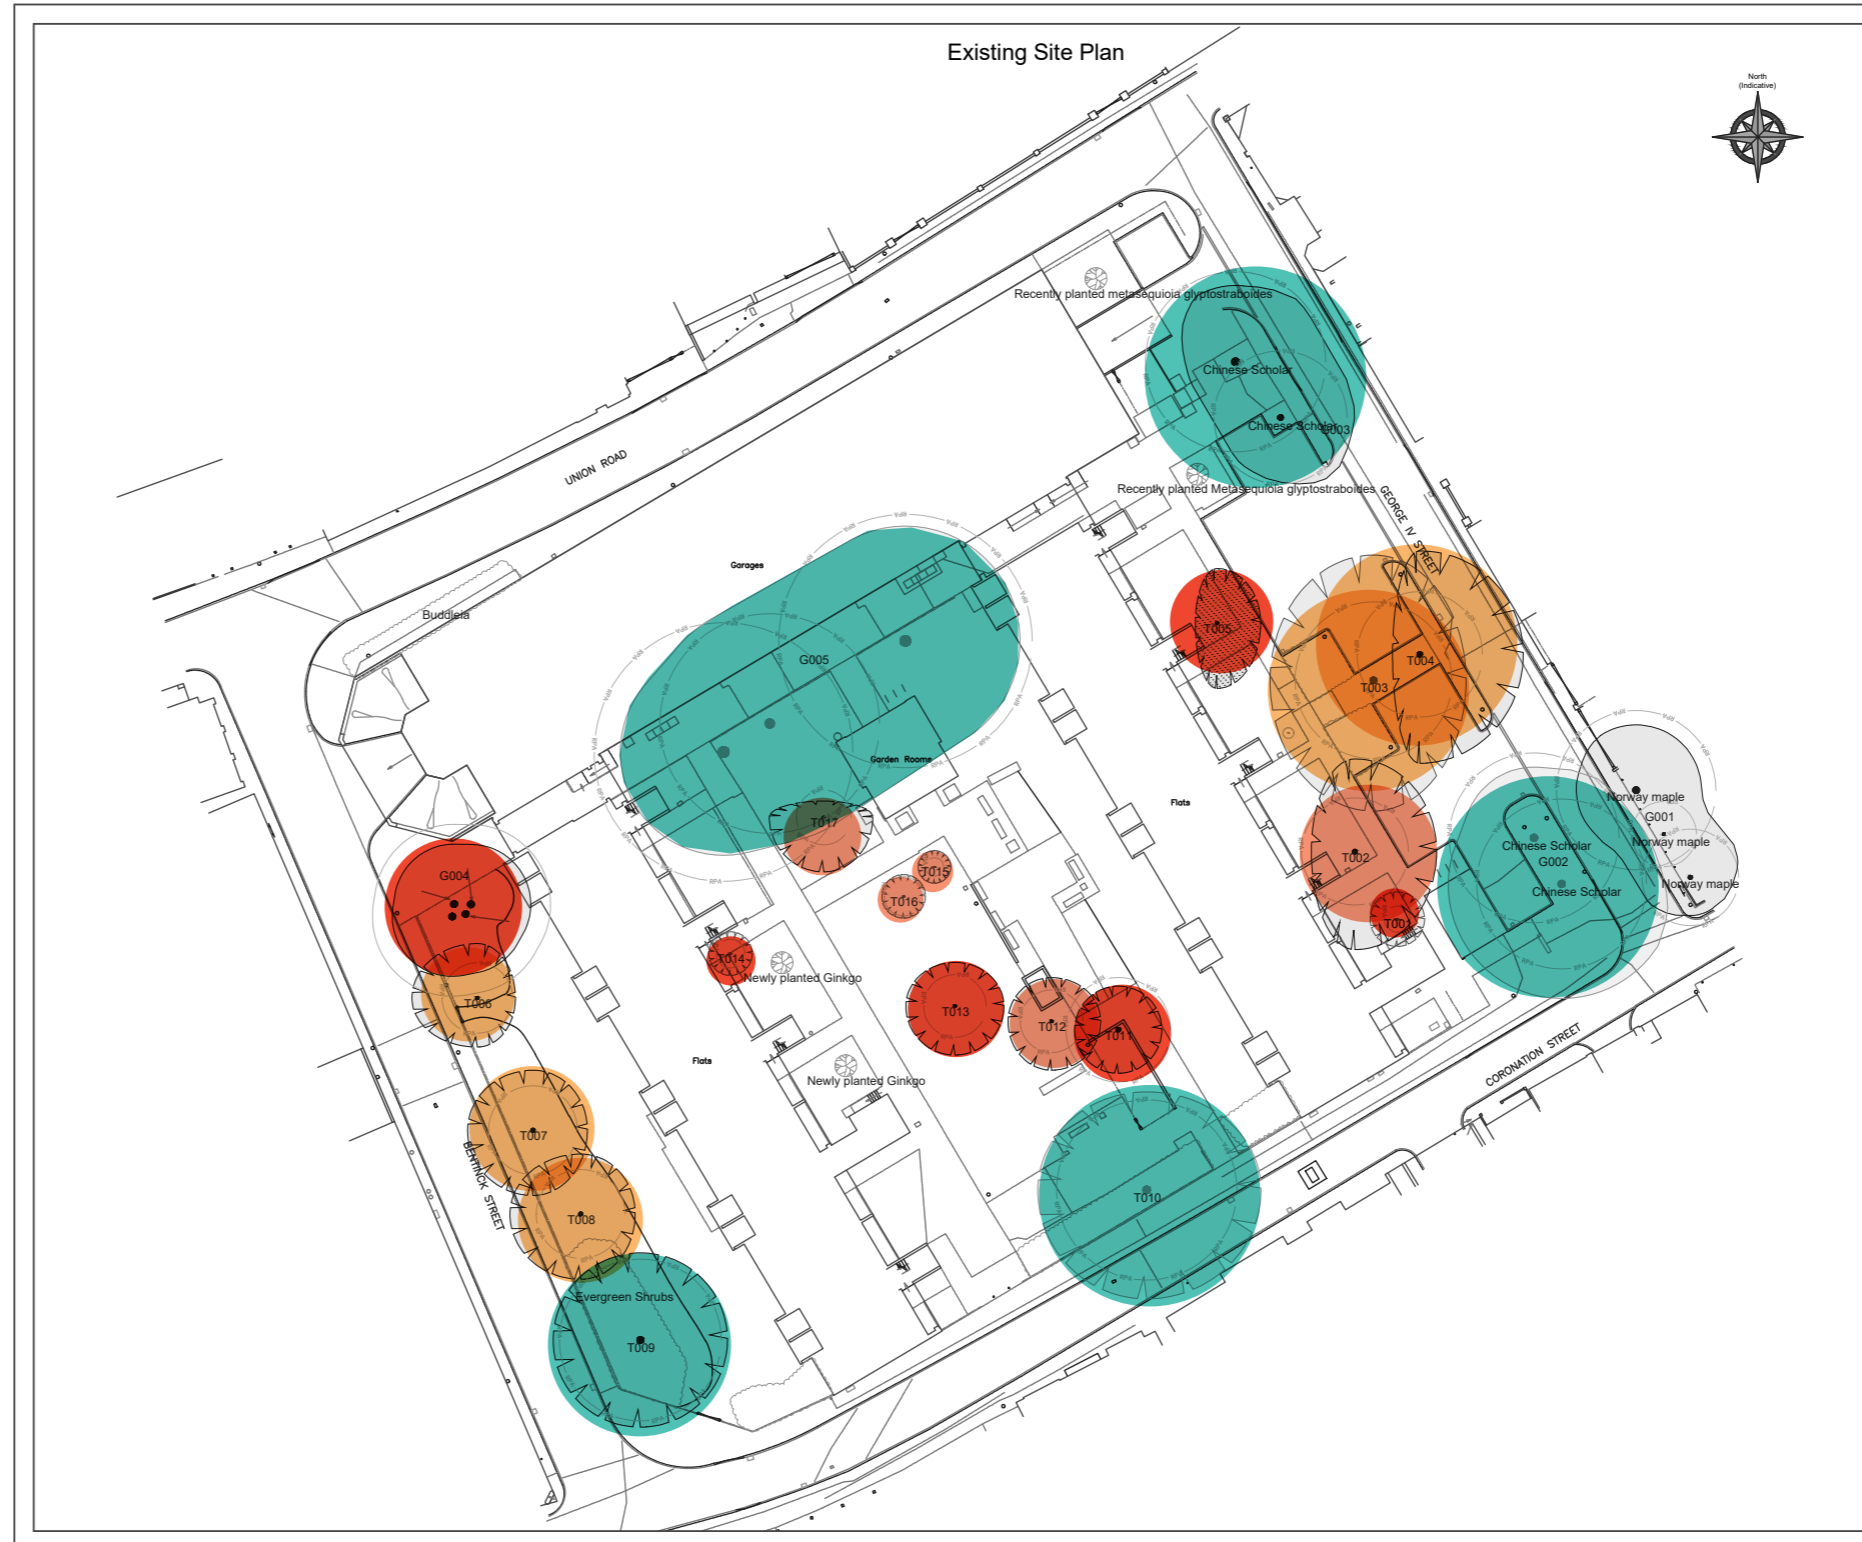 Existing Site Plan
North
(Indicative)
Recently planted metasequioia glyptostraboides
Chinese Scholar
Chinese Scholar
G003
UNION ROAD
Recently planted Metasequioia glyptostraboides
GEORGE IV STREET
Garages
Buddleia
T005
G005
T004
T003
Garden Rooms
Norway maple
G001
Flats
T017
Norway maple
Chinese Scholar
T002
G002
T015
G004
Norway maple
Chinese Scholar
T016
T001
T014
Newly planted Ginkgo
T006
T013
T012
T011
Flats
CORONATION STREET
Newly planted Ginkgo
T007
BENTINCK STREET
T010
T008
Evergreen Shrubs
T009
RPA